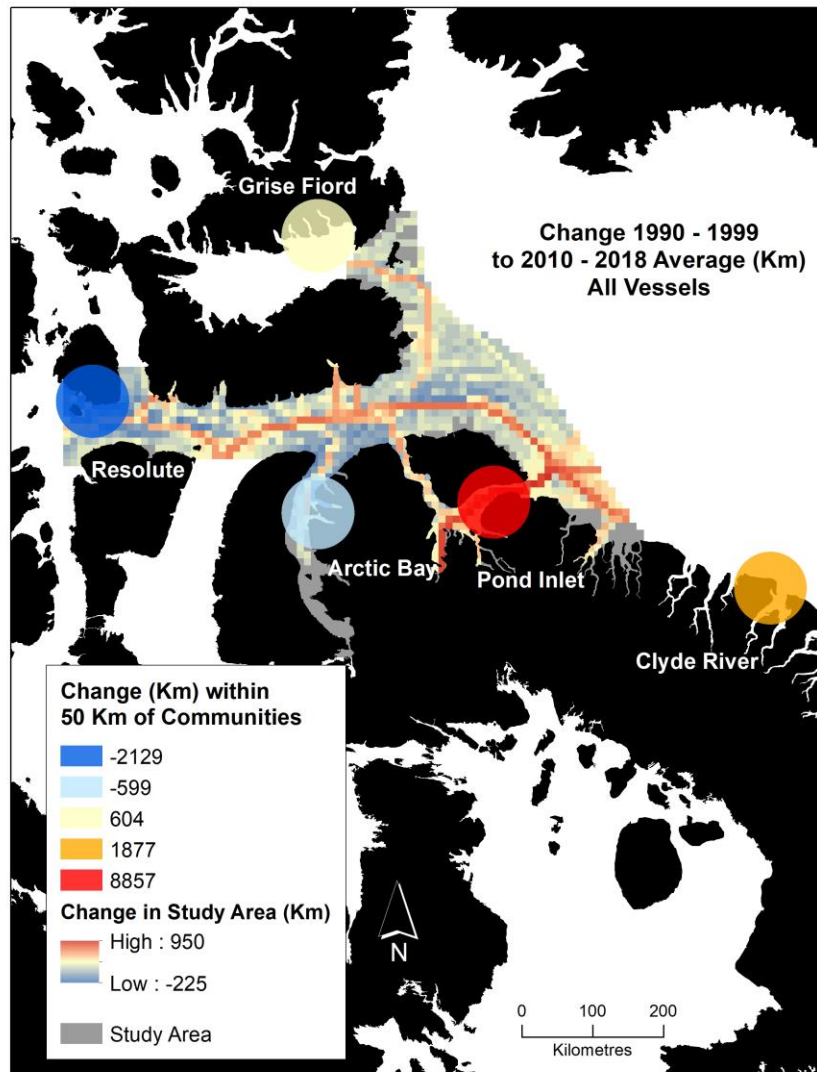 Grise Fiord
Change 1990 - 1999
to 2010 - 2018 Average (Km)
All Vessels
Resolute
Arctic Bay
Pond Inlet
Clyde River
Change (Km) within
50 Km of Communities
-2129
-599
604
1877
8857
Change in Study Area (Km)
High : 950
Low : -225
Study Area
N
0 100 200
Kilometres